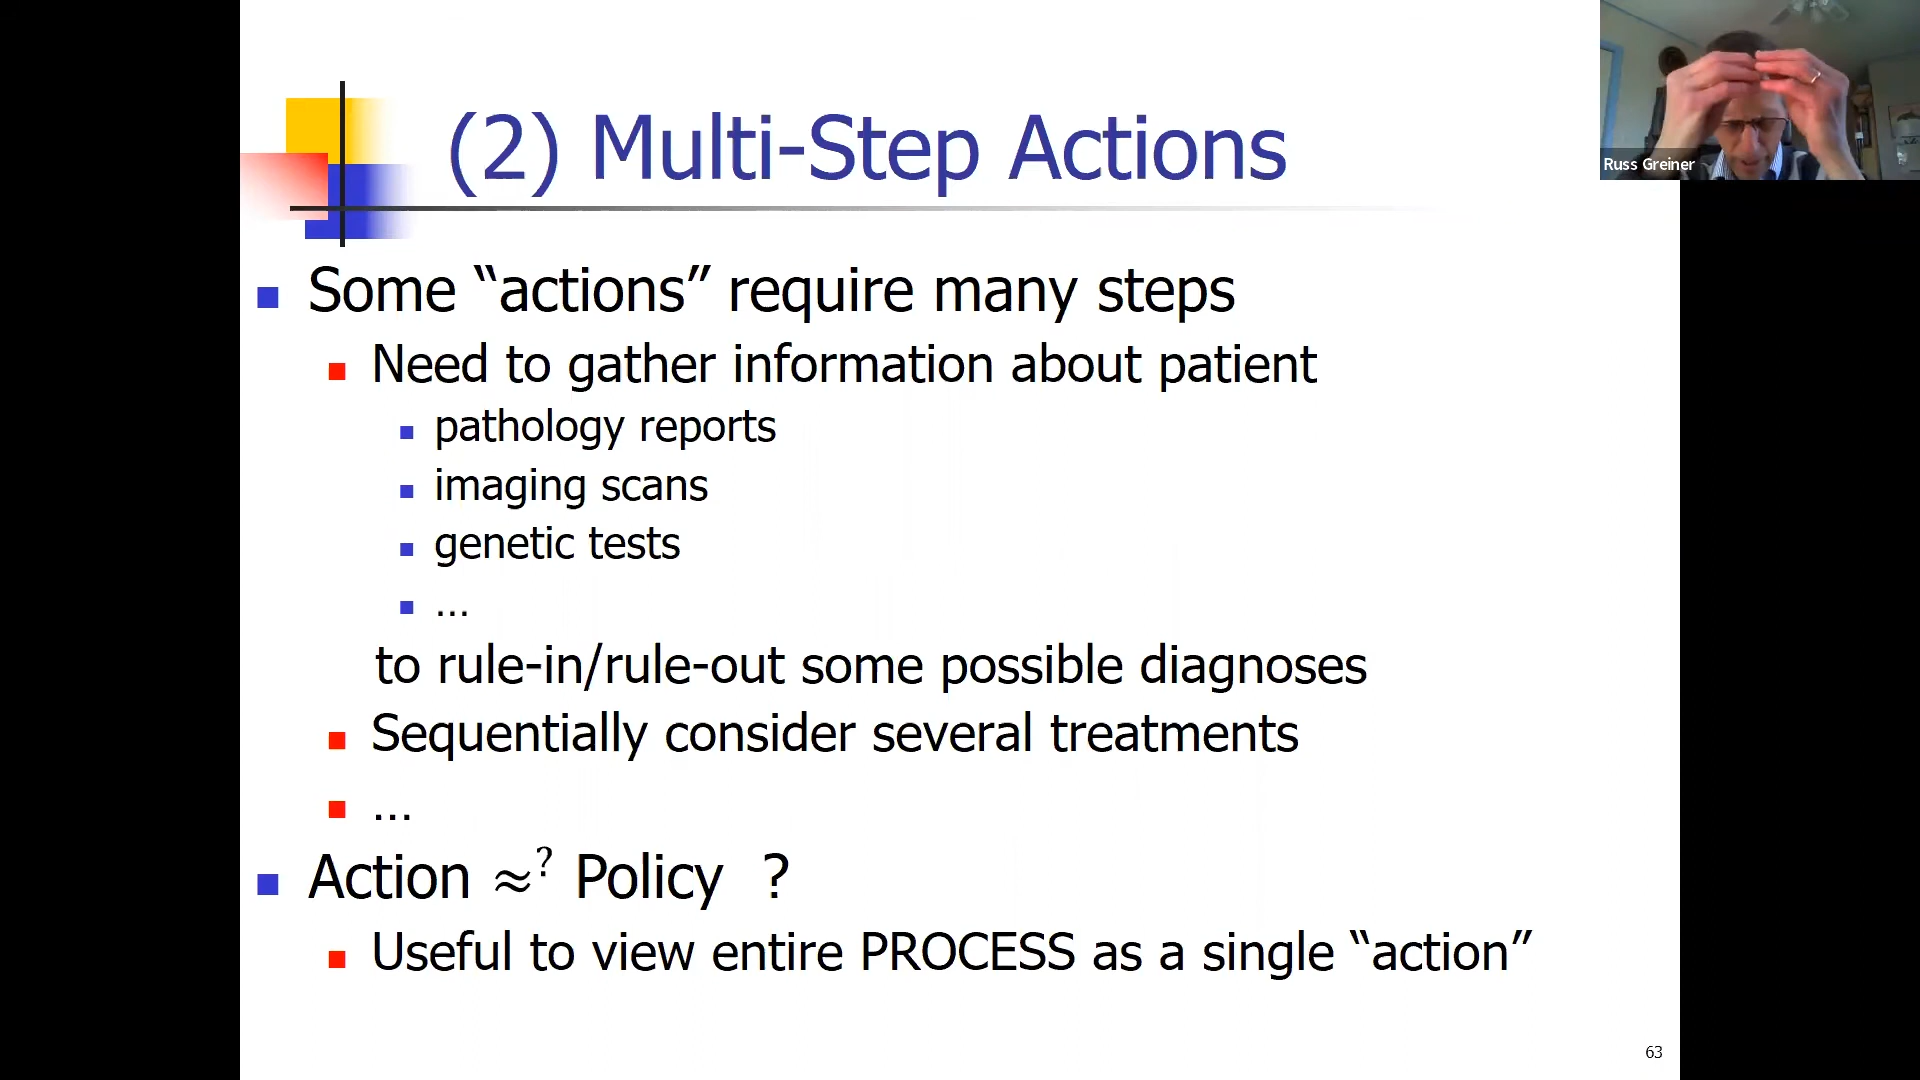 (2) Multi-Step Actions
Russ Greiner
Some “actions” require many steps
Need to gather information about patient
pathology reports
imaging scans
genetic tests
...
to rule-in/rule-out some possible diagnoses
Sequentially consider several treatments
...
Action ≈? Policy ?
Useful to view entire PROCESS as a single “action”
63